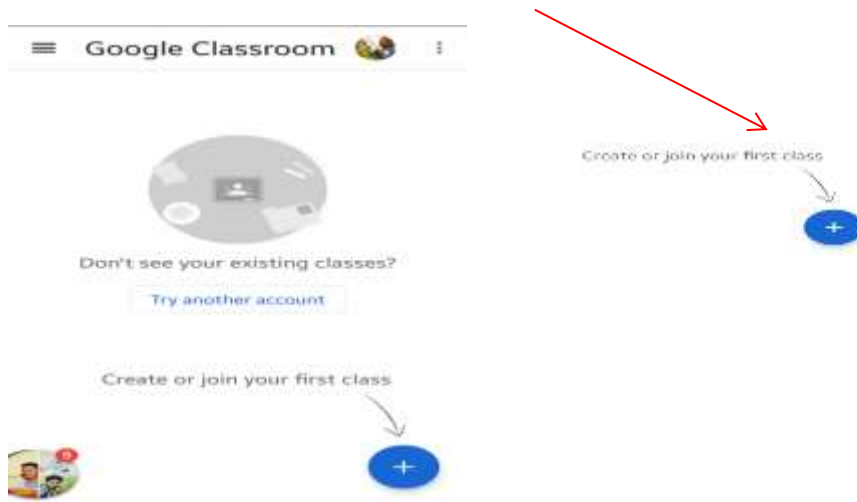 Google Classroom
Don't see your existing classes?
Try another account
Create or join your first class
Create or join your first class